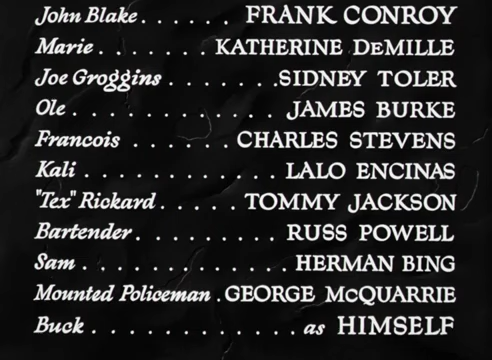 John Blake . . . . . . FRANK CONROY
Marie . . . . . . . . KATHERINE DeMILLE
Joe Groggins . . . . . . . .SIDNEY TOLER
Ole . . . . . . . . . . . . . JAMES BURKE
Francois . . . . . . . CHARLES STEVENS
Kali . . . . . . . . . . . . . LALO ENCINAS
"Tex" Rickard . . . . . TOMMY JACKSON
Bartender. . . . . . . . . . RUSS POWELL
Sam . . . . . . . . . . . . . . HERMAN BING
Mounted Policeman . GEORGE McQUARRIE
Buck . . . . . . . . . . . . . . as HIMSELF